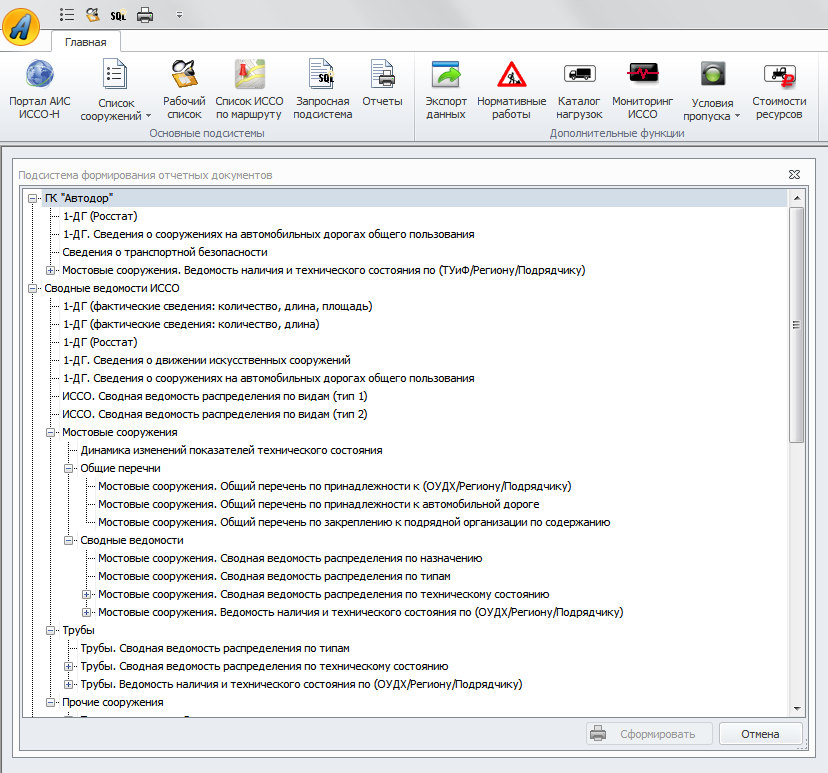 SQL
Главная
Портал АИС
ИССО-Н
Список
сооружений
Рабочий
список
Список ИССО
по маршруту
SQL
Запросная
подсистема
Отчеты
Экспорт
данных
Нормативные
работы
Каталог
нагрузок
Мониторинг
ИССО
Условия
пропуска
Стоимости
ресурсов
Основные подсистемы
Дополнительные функции
Подсистема формирования отчетных документов
ГК "Автодор"
1-ДГ (Росстат)
1-ДГ. Сведения о сооружениях на автомобильных дорогах общего пользования
Сведения о транспортной безопасности
Мостовые сооружения. Ведомость наличия и технического состояния по (ТУиФ/Региону/Подрядчику)
Сводные ведомости ИССО
1-ДГ (фактические сведения: количество, длина, площадь)
1-ДГ (фактические сведения: количество, длина)
1-ДГ (Росстат)
1-ДГ. Сведения о движении искусственных сооружений
1-ДГ. Сведения о сооружениях на автомобильных дорогах общего пользования
ИССО. Сводная ведомость распределения по видам (тип 1)
ИССО. Сводная ведомость распределения по видам (тип 2)
Мостовые сооружения
Динамика изменений показателей технического состояния
Общие перечни
Мостовые сооружения. Общий перечень по принадлежности к (ОУДХ/Региону/Подрядчику)
Мостовые сооружения. Общий перечень по принадлежности к автомобильной дороге
Мостовые сооружения. Общий перечень по закреплению к подрядной организации по содержанию
Сводные ведомости
Мостовые сооружения. Сводная ведомость распределения по назначению
Мостовые сооружения. Сводная ведомость распределения по типам
Мостовые сооружения. Сводная ведомость распределения по техническому состоянию
Мостовые сооружения. Ведомость наличия и технического состояния по (ОУДХ/Региону/Подрядчику)
Трубы
Трубы. Сводная ведомость распределения по типам
Трубы. Сводная ведомость распределения по техническому состоянию
Трубы. Ведомость наличия и технического состояния по (ОУДХ/Региону/Подрядчику)
Прочие сооружения
Сформировать
Отмена